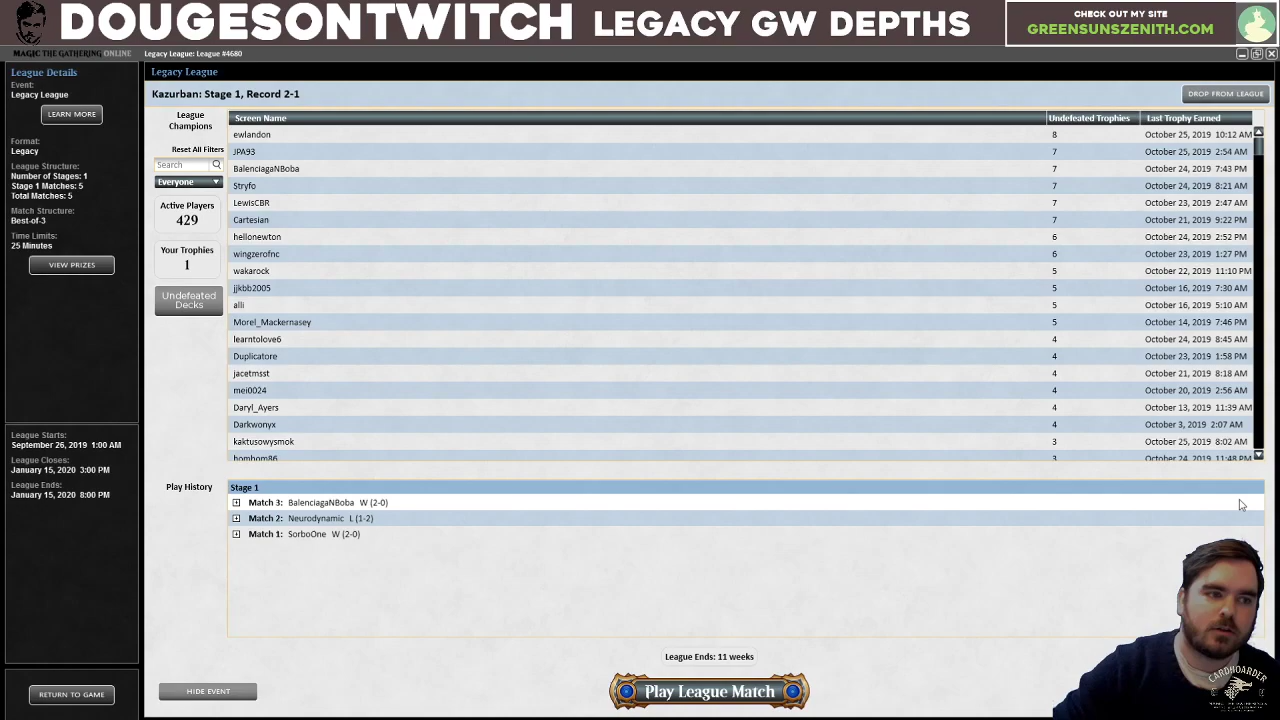 DOUGESONTWITCH LEGACY GW DEPTHS
CHECK OUT MY SITE
GREENSUNSZENITH.COM
MAGIC THE GATHERING ONLINE
Legacy League: League #4680
League Details
Event:
Legacy League
LEARN MORE
Format:
Legacy
League Structure:
Number of Stages: 1
Stage 1 Matches: 5
Total Matches: 5
Match Structure:
Best-of-3
Time Limits:
25 Minutes
VIEW PRIZES
League Starts:
September 26, 2019 1:00 AM
League Closes:
January 15, 2020 3:00 PM
League Ends:
January 15, 2020 8:00 PM
RETURN TO GAME
Legacy League
Kazurban: Stage 1, Record 2-1
DROP FROM LEAGUE
League
Champions
Reset All Filters
Search
Everyone
Active Players
429
Your Trophies
1
Undefeated
Decks
Screen Name Undefeated Trophies Last Trophy Earned
ewlandon 8 October 25, 2019 10:12 AM
JPA93 7 October 25, 2019 2:54 AM
BalenciagaNBoba 7 October 24, 2019 7:43 PM
Stryfo 7 October 24, 2019 8:21 AM
LewisCBR 7 October 23, 2019 2:47 AM
Cartesian 7 October 21, 2019 9:22 PM
hellonewton 6 October 24, 2019 2:52 PM
wingzerofnc 6 October 23, 2019 1:27 PM
wakarock 5 October 22, 2019 11:10 PM
jjkbb2005 5 October 16, 2019 7:30 AM
alli 5 October 16, 2019 5:10 AM
Morel_Mackernasey 5 October 14, 2019 7:46 PM
learntolove6 4 October 24, 2019 8:45 AM
Duplicatore 4 October 23, 2019 1:58 PM
jacetmsst 4 October 21, 2019 8:18 AM
mei0024 4 October 20, 2019 2:56 AM
Daryl_Ayers 4 October 13, 2019 11:39 AM
Darkwonyx 4 October 3, 2019 2:07 AM
kaktusowysmok 3 October 25, 2019 8:02 AM
homhom86 3 October 24, 2019 11:48 PM
Play History
Stage 1
Match 3: BalenciagaNBoba W (2-0)
Match 2: Neurodynamic L (1-2)
Match 1: SorboOne W (2-0)
League Ends: 11 weeks
HIDE EVENT
Play League Match
CARDHOARDER